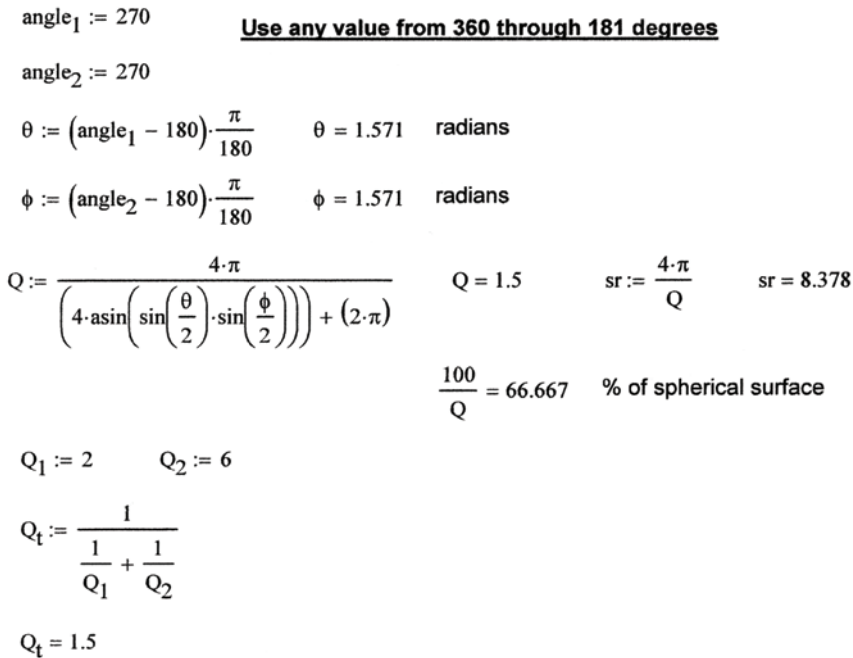 angle₁ := 270
Use any value from 360 through 181 degrees
angle₂ := 270
θ := (angle₁ − 180)·π/180 θ = 1.571 radians
ϕ := (angle₂ − 180)·π/180 ϕ = 1.571 radians
Q := 4·π/((4·asin(sin(θ/2)·sin(ϕ/2))) + (2·π)) Q = 1.5 sr := 4·π/Q sr = 8.378
100/Q = 66.667 % of spherical surface
Q₁ := 2 Q₂ := 6
Qₜ := 1/(1/Q₁ + 1/Q₂)
Qₜ = 1.5